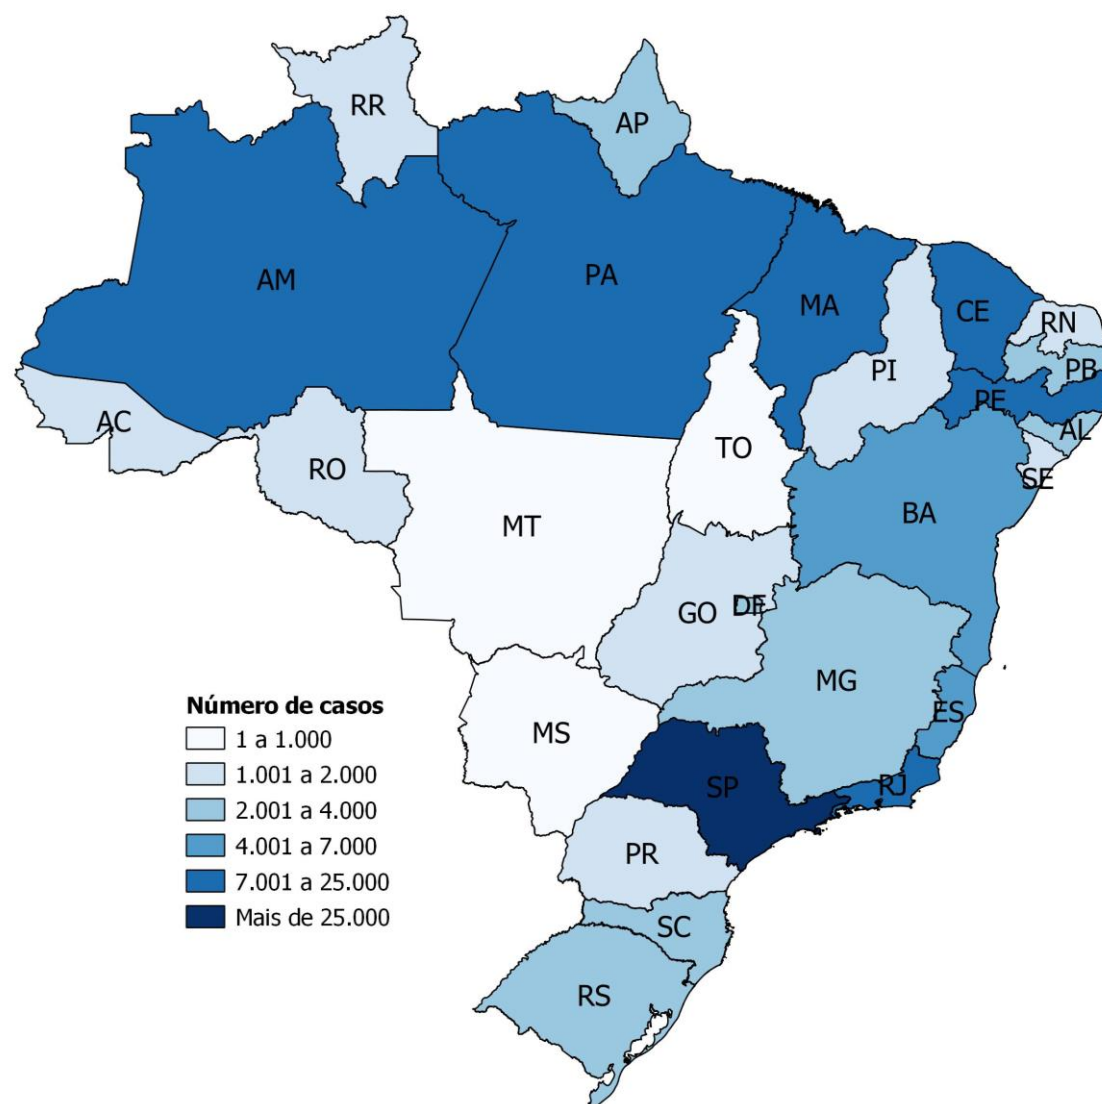 RR
AP
AM
PA
MA
CE
RN
PI
PB
PE
AC
AL
TO
RO
SE
BA
MT
GO
DF
MG
Número de casos
ES
MS
1 a 1.000
1.001 a 2.000
SP
RJ
2.001 a 4.000
4.001 a 7.000
PR
7.001 a 25.000
Mais de 25.000
SC
RS